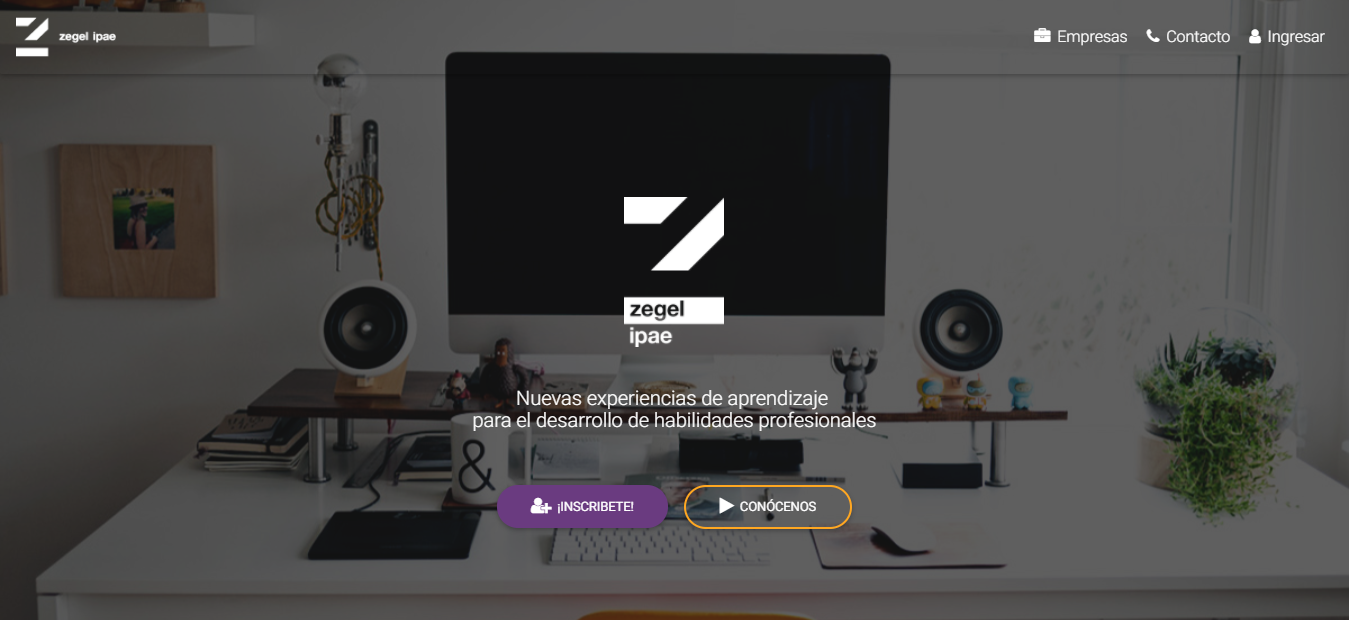 zegel ipae
Empresas
Contacto
Ingresar
zegel
ipae
Nuevas experiencias de aprendizaje
para el desarrollo de habilidades profesionales
&
¡INSCRIBETE!
CONÓCENOS